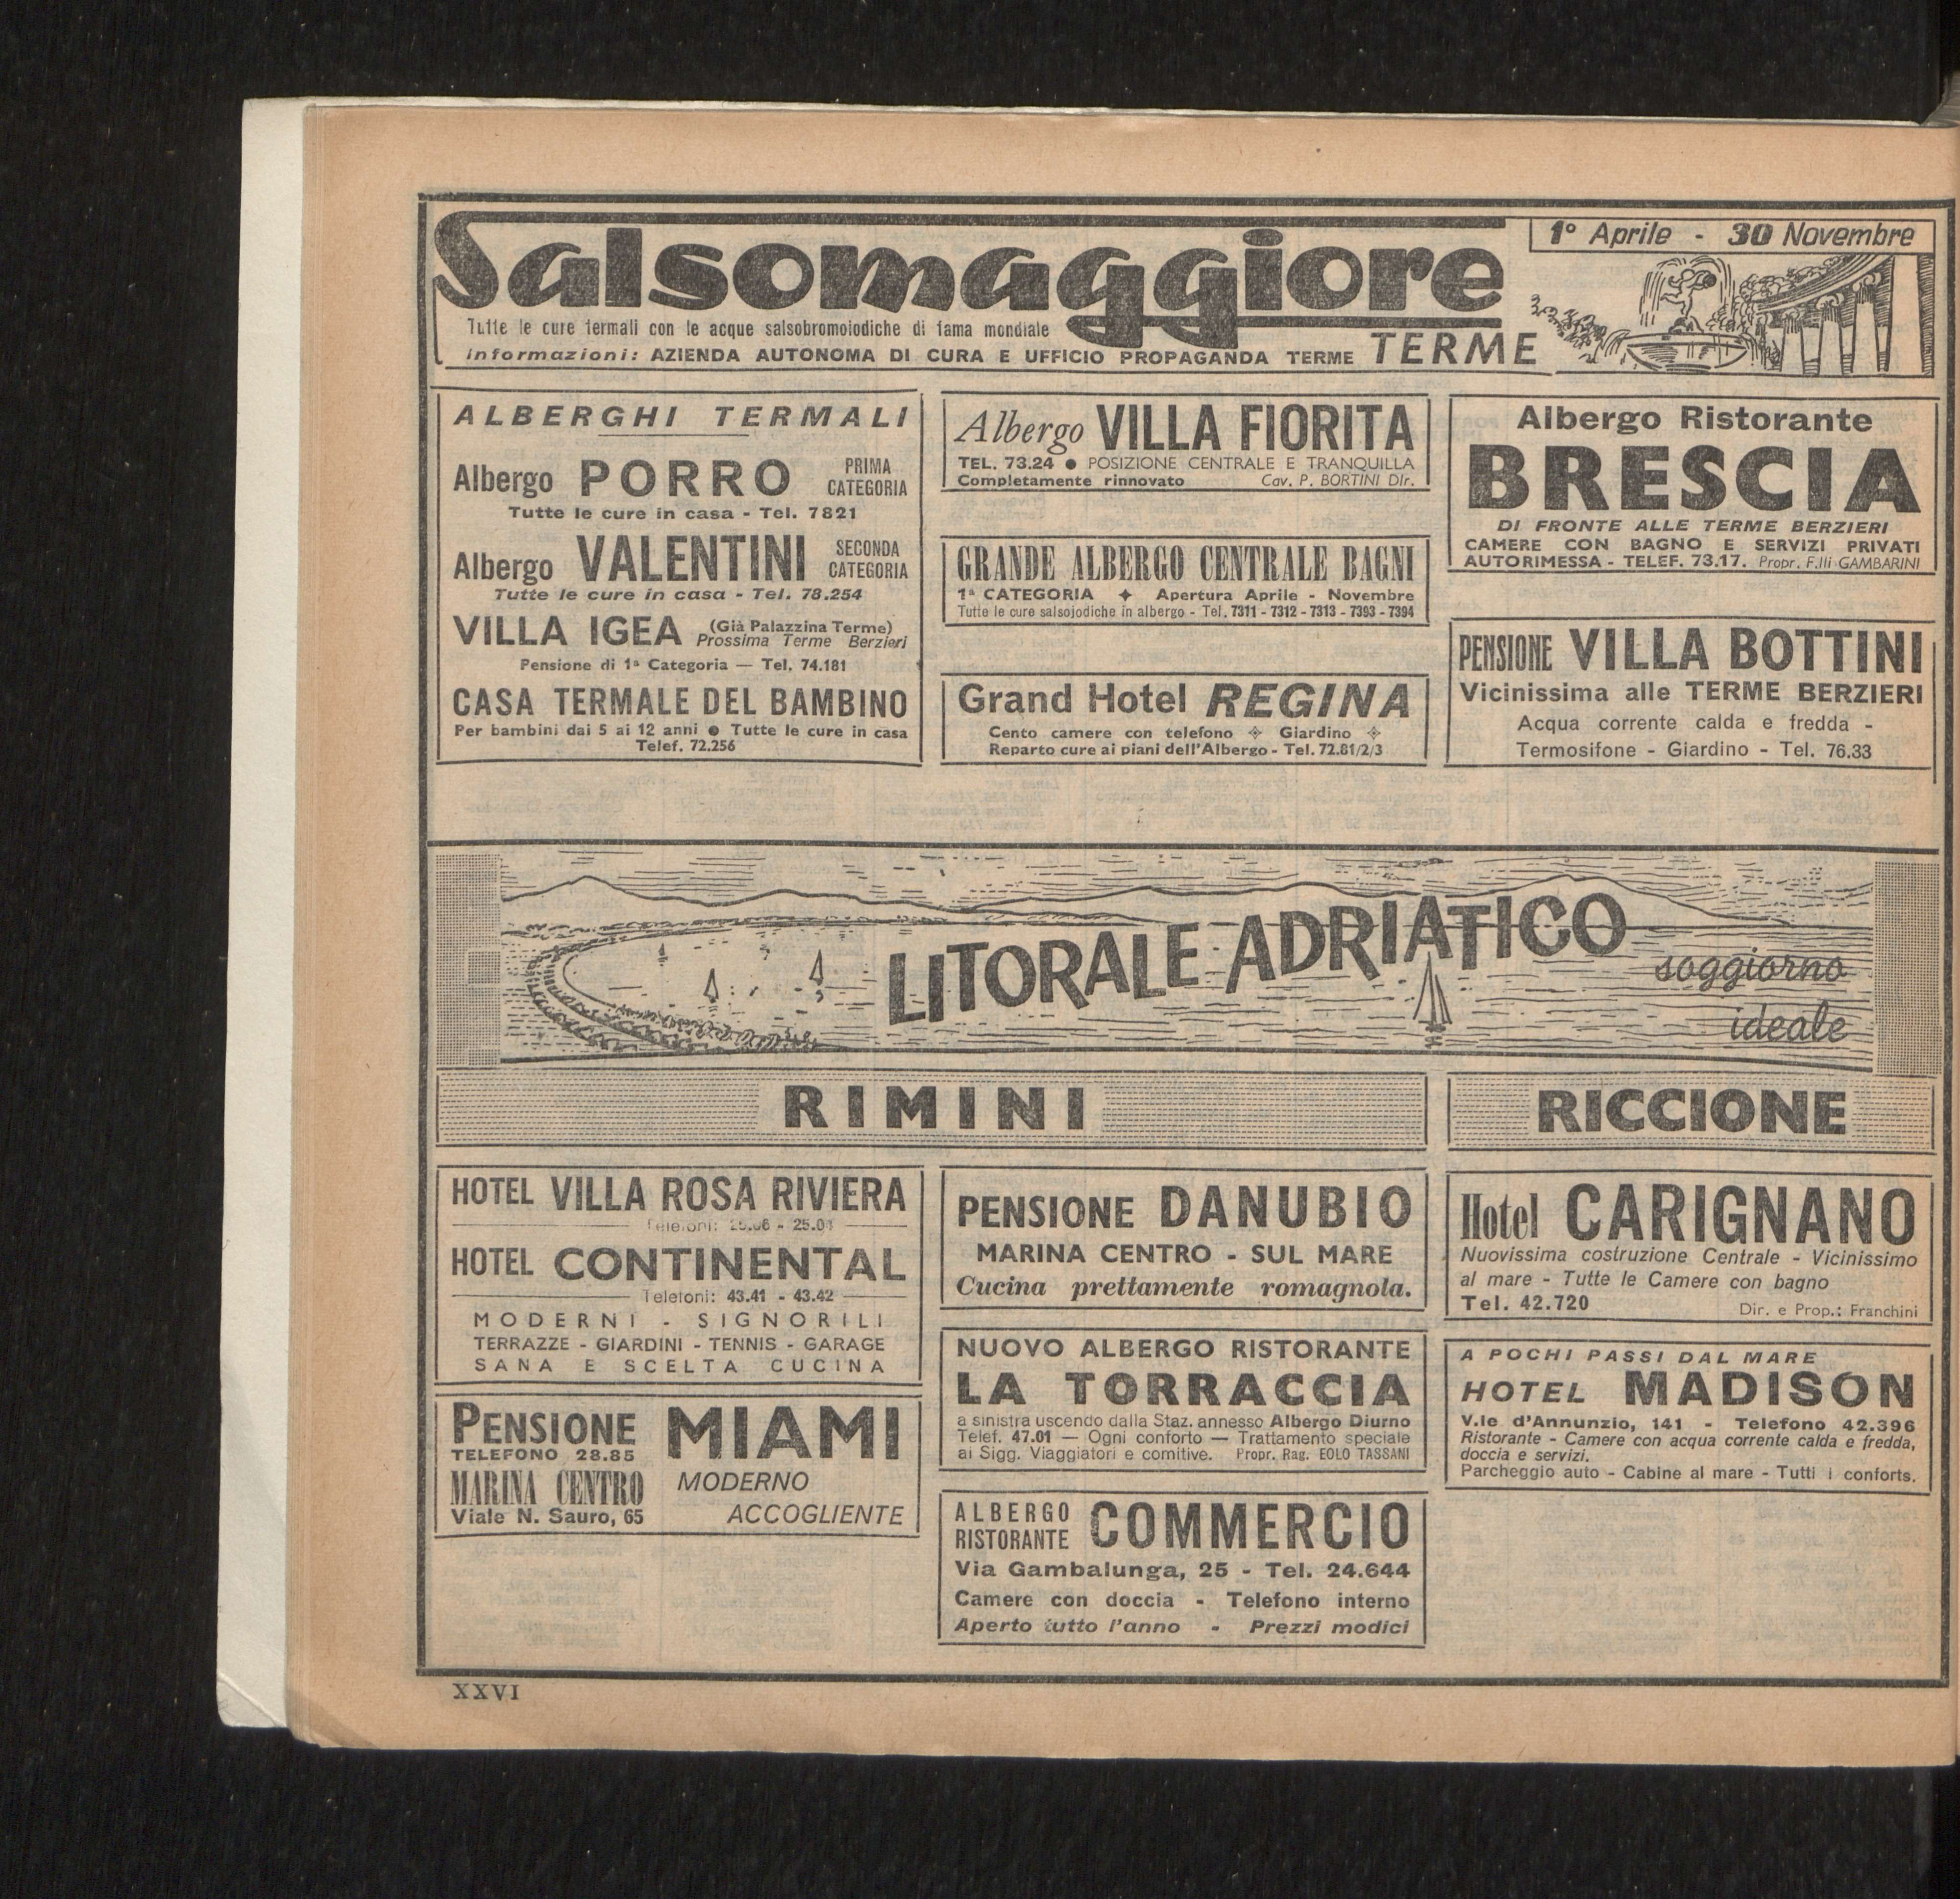 Salsomaggiore
TERME
1º Aprile - 30 Novembre
Tutte le cure termali con le acque salsobromoiodiche di fama mondiale
Informazioni: AZIENDA AUTONOMA DI CURA E UFFICIO PROPAGANDA TERME
ALBERGHI TERMALI
Albergo PORRO PRIMA CATEGORIA
Tutte le cure in casa - Tel. 7821
Albergo VALENTINI SECONDA CATEGORIA
Tutte le cure in casa - Tel. 78.254
VILLA IGEA (Già Palazzina Terme)
Prossima Terme Berzieri
Pensione di 1ª Categoria — Tel. 74.181
CASA TERMALE DEL BAMBINO
Per bambini dai 5 ai 12 anni ● Tutte le cure in casa
Telef. 72.256
Albergo VILLA FIORITA
TEL. 73.24 ● POSIZIONE CENTRALE E TRANQUILLA
Completamente rinnovato Cav. P. BORTINI Dir.
GRANDE ALBERGO CENTRALE BAGNI
1ª CATEGORIA ✦ Apertura Aprile - Novembre
Tutte le cure salsojodiche in albergo - Tel. 7311 - 7312 - 7313 - 7393 - 7394
Grand Hotel REGINA
Cento camere con telefono ✧ Giardino ✧
Reparto cure ai piani dell'Albergo - Tel. 72.81/2/3
Albergo Ristorante
BRESCIA
DI FRONTE ALLE TERME BERZIERI
CAMERE CON BAGNO E SERVIZI PRIVATI
AUTORIMESSA - TELEF. 73.17. Propr. F.lli GAMBARINI
PENSIONE VILLA BOTTINI
Vicinissima alle TERME BERZIERI
Acqua corrente calda e fredda -
Termosifone - Giardino - Tel. 76.33
LITORALE ADRIATICO
soggiorno
ideale
RIMINI
HOTEL VILLA ROSA RIVIERA
Telefoni: - 25.01
HOTEL CONTINENTAL
Telefoni: 43.41 - 43.42
MODERNI - SIGNORILI
TERRAZZE - GIARDINI - TENNIS - GARAGE
SANA E SCELTA CUCINA
PENSIONE MIAMI
TELEFONO 28.85
MARINA CENTRO MODERNO
Viale N. Sauro, 65 ACCOGLIENTE
PENSIONE DANUBIO
MARINA CENTRO - SUL MARE
Cucina prettamente romagnola.
NUOVO ALBERGO RISTORANTE
LA TORRACCIA
a sinistra uscendo dalla Staz. annesso Albergo Diurno
Telef. 47.01 — Ogni conforto — Trattamento speciale
ai Sigg. Viaggiatori e comitive. Propr. Rag. EOLO TASSANI
ALBERGO RISTORANTE COMMERCIO
Via Gambalunga, 25 - Tel. 24.644
Camere con doccia - Telefono interno
Aperto tutto l'anno - Prezzi modici
RICCIONE
Hotel CARIGNANO
Nuovissima costruzione Centrale - Vicinissimo
al mare - Tutte le Camere con bagno
Tel. 42.720 Dir. e Prop.: Franchini
A POCHI PASSI DAL MARE
HOTEL MADISON
V.le d'Annunzio, 141 - Telefono 42.396
Ristorante - Camere con acqua corrente calda e fredda,
doccia e servizi.
Parcheggio auto - Cabine al mare - Tutti i conforts.
XXVI